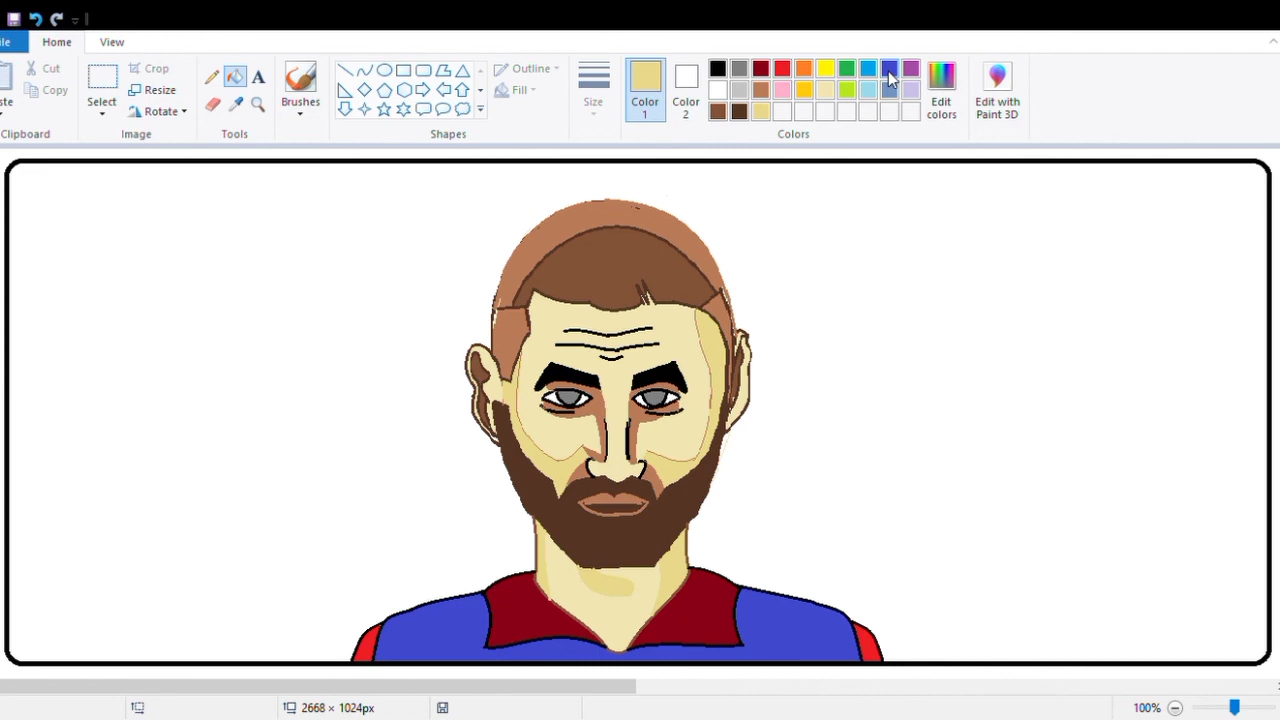 ile Home View
Cut
Copy
ste
Clipboard
Select
Crop
Resize
Rotate
Image
A
Tools
Brushes
Shapes
Outline
Fill
Size
Color
1
Color
2
Colors
Edit
colors
Edit with
Paint 3D
2668 × 1024px
100%